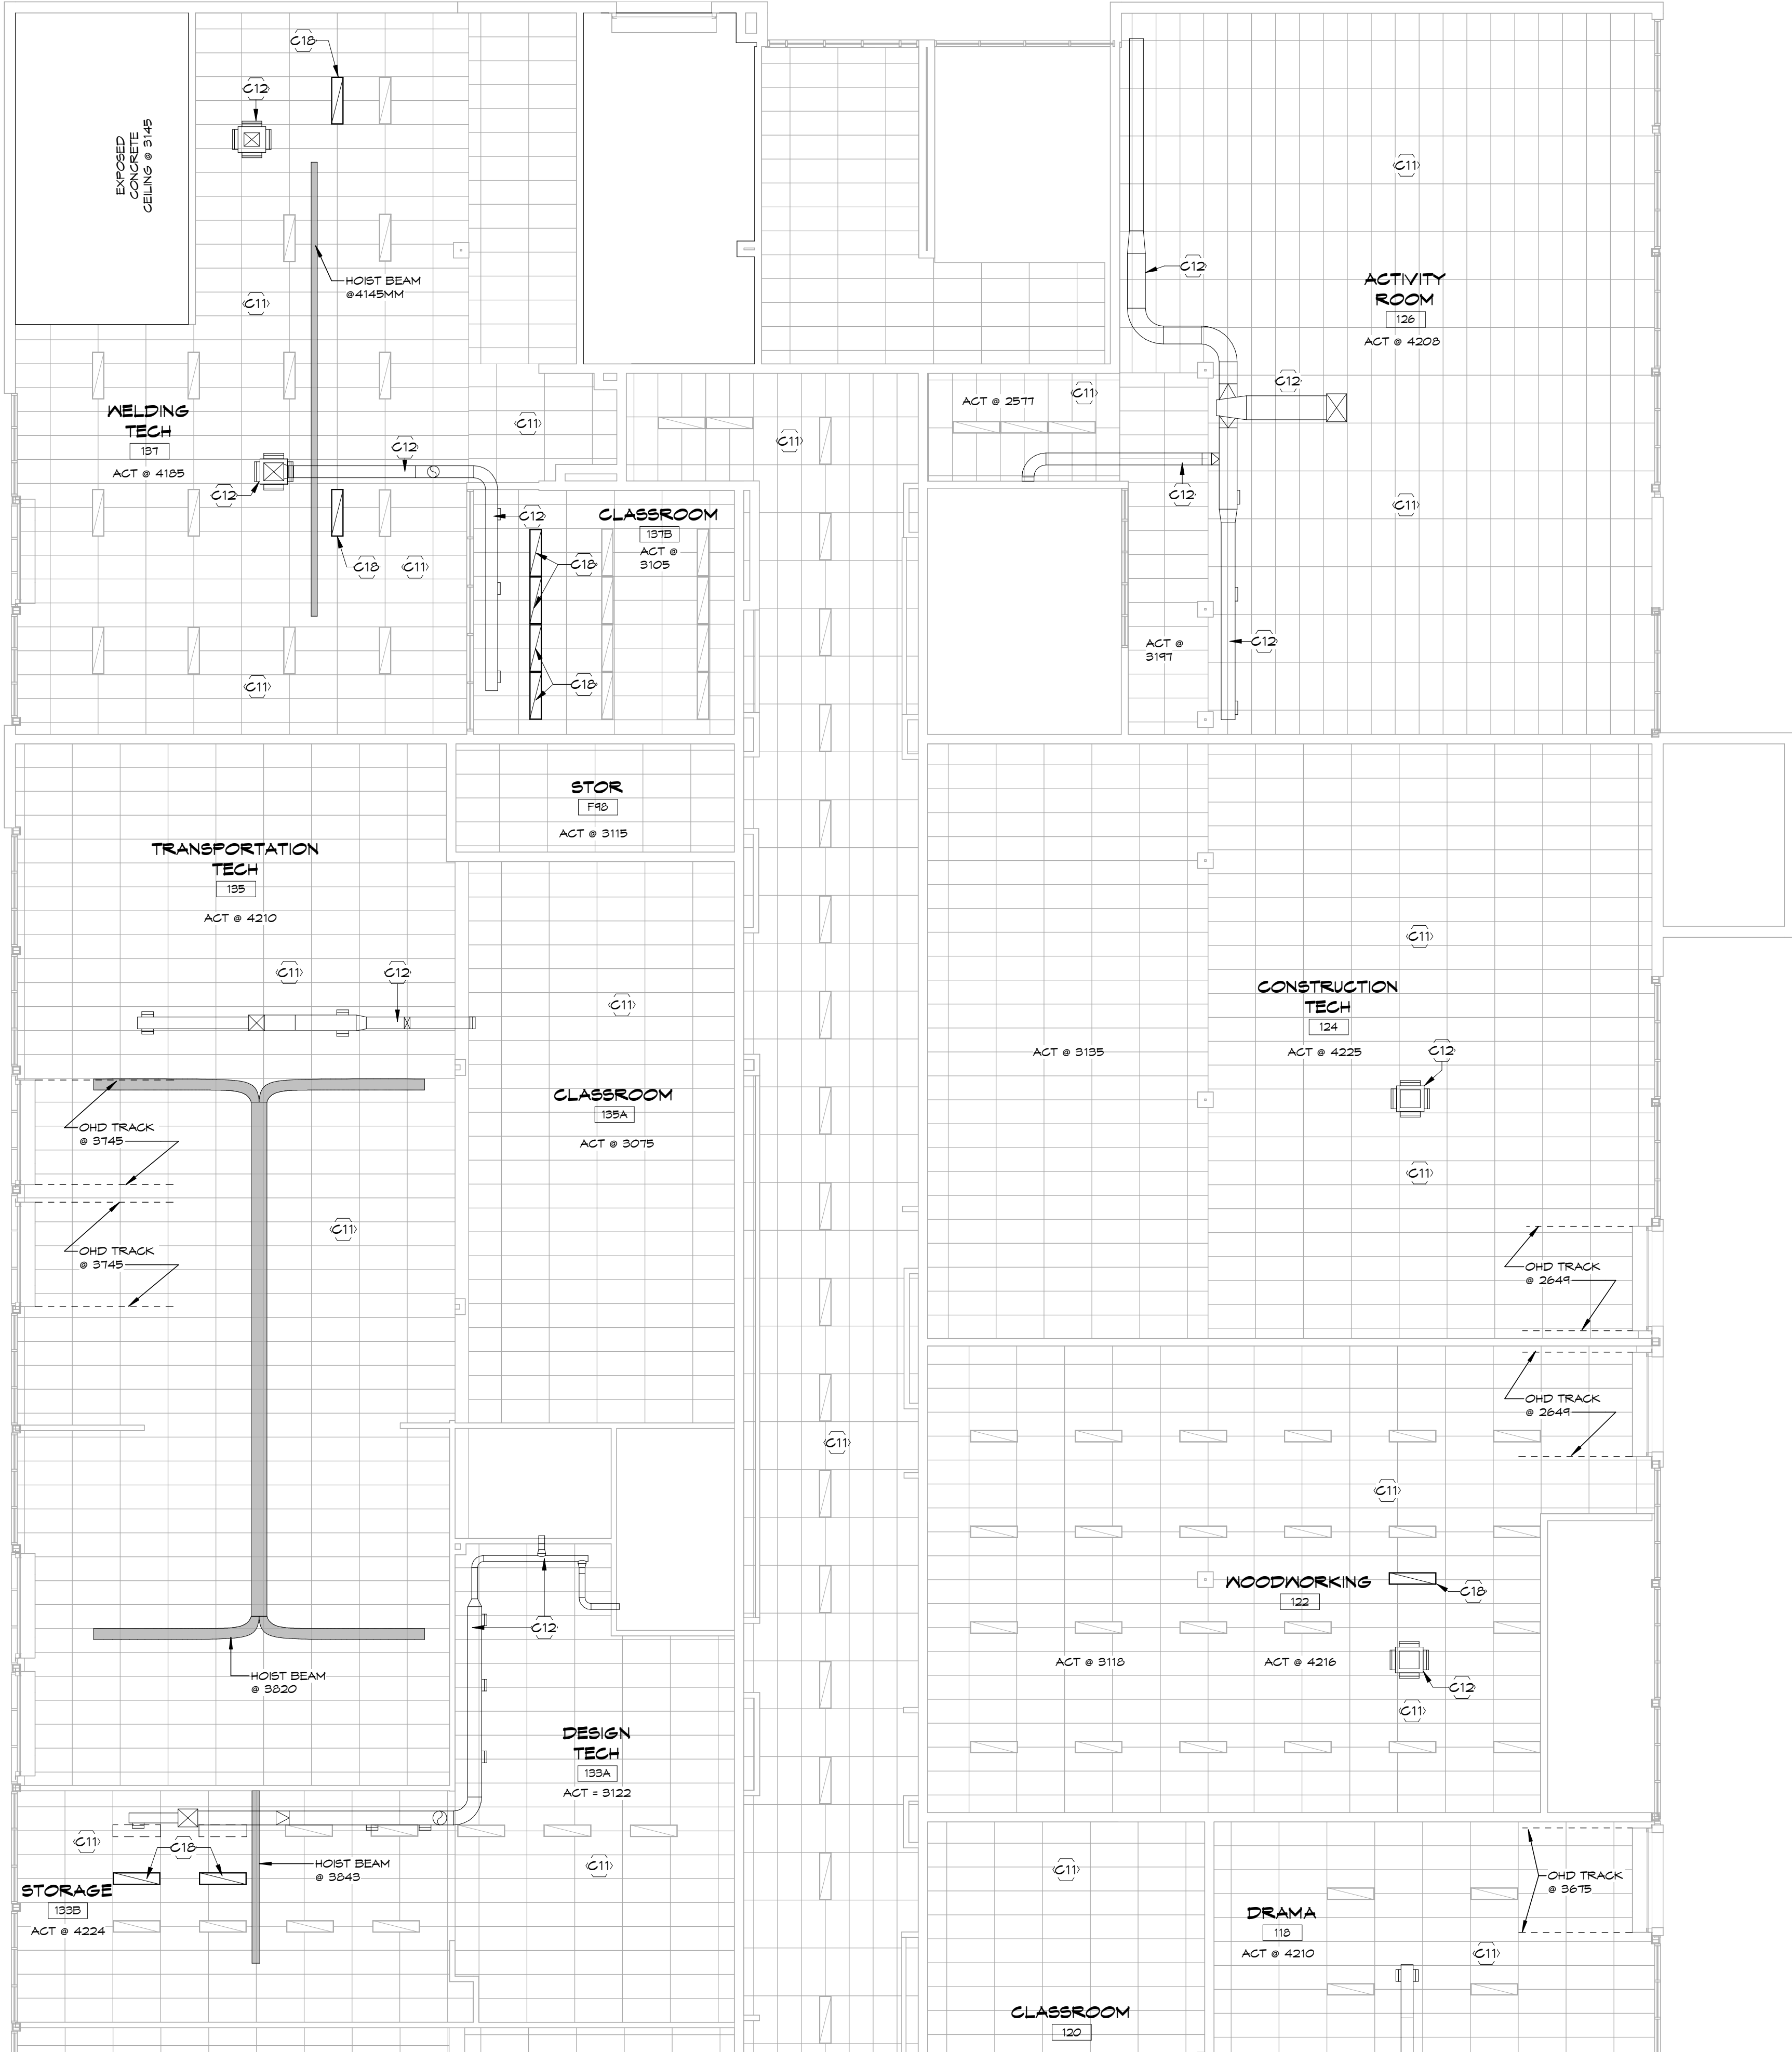 C18
C12
EXPOSED
CONCRETE
CEILING @ 3145
HOIST BEAM
@4145MM
C11
WELDING
TECH
137
ACT @ 4185
C12
C12
C18
C11
C11
C11
C12
CLASSROOM
137B
ACT @
3105
C18
C18
C11
ACT @ 2577
C11
C12
C11
ACTIVITY
ROOM
126
ACT @ 4208
C12
C12
C11
C12
ACT @
3197
STOR
F98
ACT @ 3115
TRANSPORTATION
TECH
135
ACT @ 4210
C11
C12
C11
CLASSROOM
135A
ACT @ 3075
OHD TRACK
@ 3745
OHD TRACK
@ 3745
C11
HOIST BEAM
@ 3820
C11
C11
CONSTRUCTION
TECH
124
ACT @ 3135
ACT @ 4225
C12
C11
OHD TRACK
@ 2649
OHD TRACK
@ 2649
C11
WOODWORKING
122
C18
ACT @ 3118
ACT @ 4216
C12
C11
C12
DESIGN
TECH
133A
ACT = 3122
C11
C11
C18
HOIST BEAM
@ 3843
STORAGE
133B
ACT @ 4224
C11
CLASSROOM
120
DRAMA
118
ACT @ 4210
C11
OHD TRACK
@ 3675